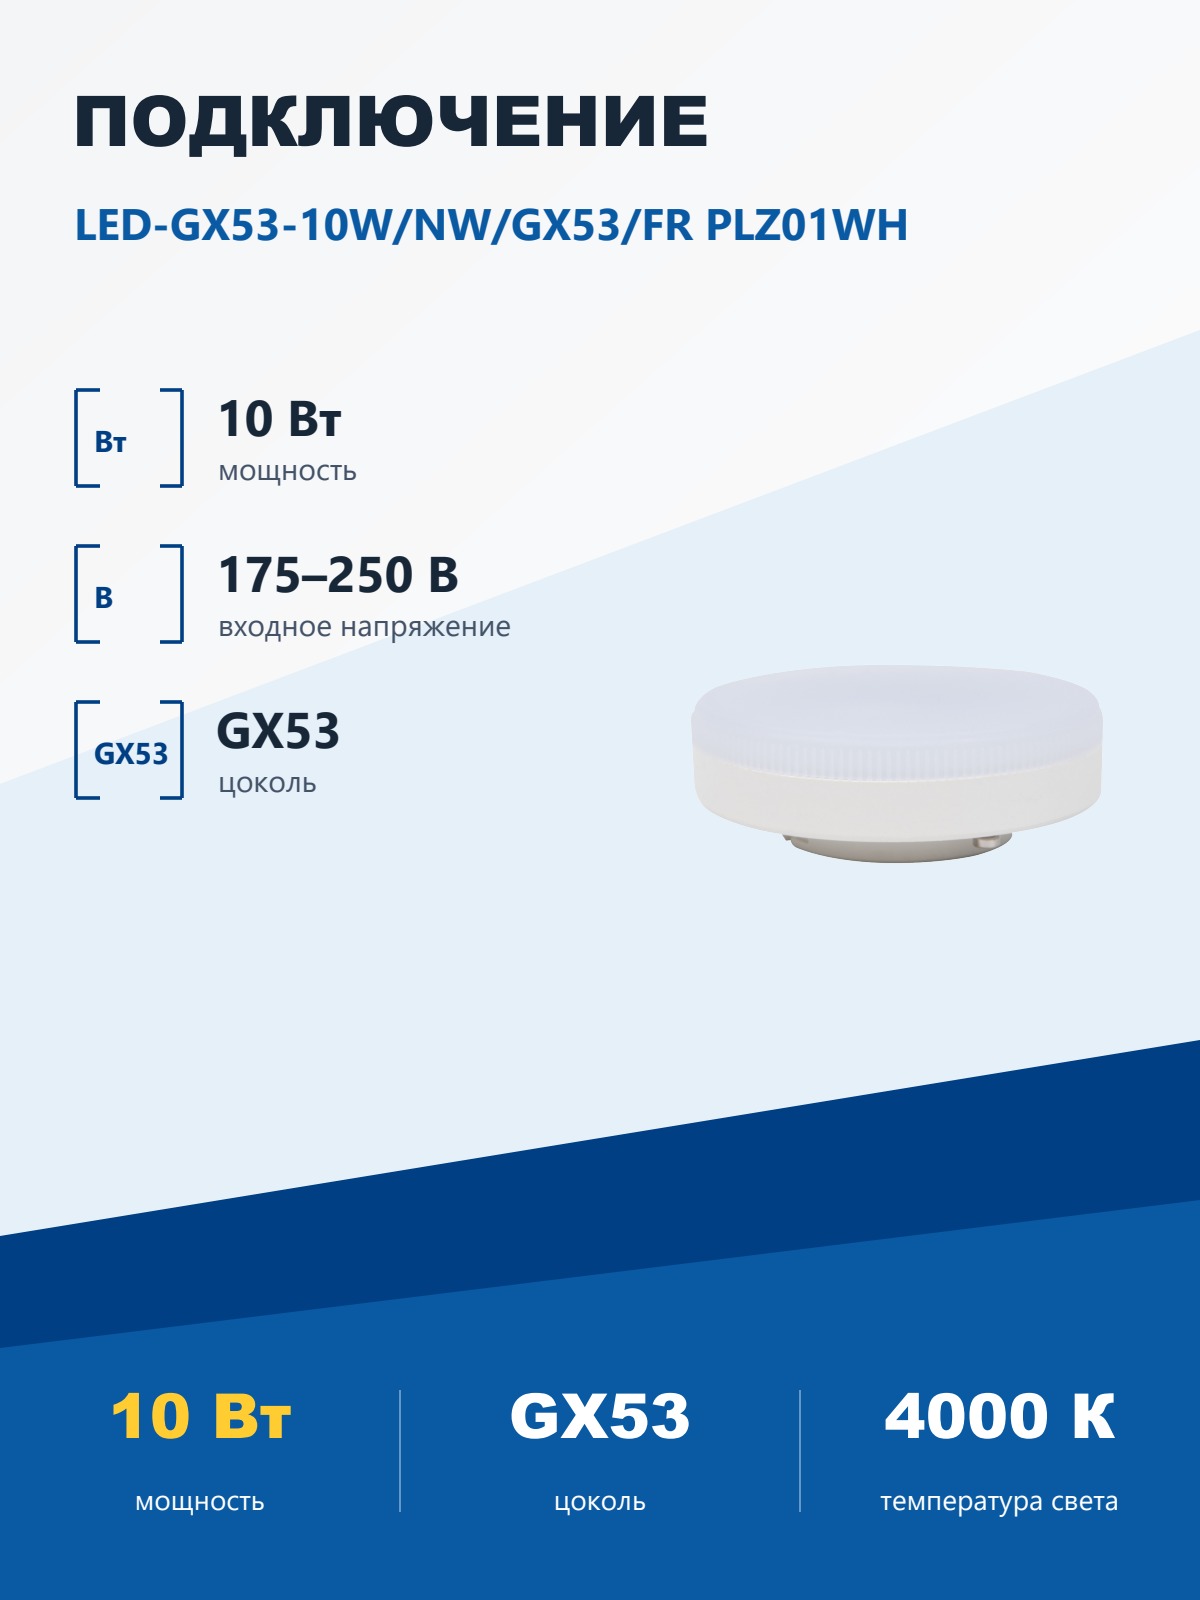 ПОДКЛЮЧЕНИЕ
LED-GX53-10W/NW/GX53/FR PLZ01WH
Вт
10 Вт
мощность
В
175–250 В
входное напряжение
GX53
GX53
цоколь
10 Вт
мощность
GX53
цоколь
4000 К
температура света